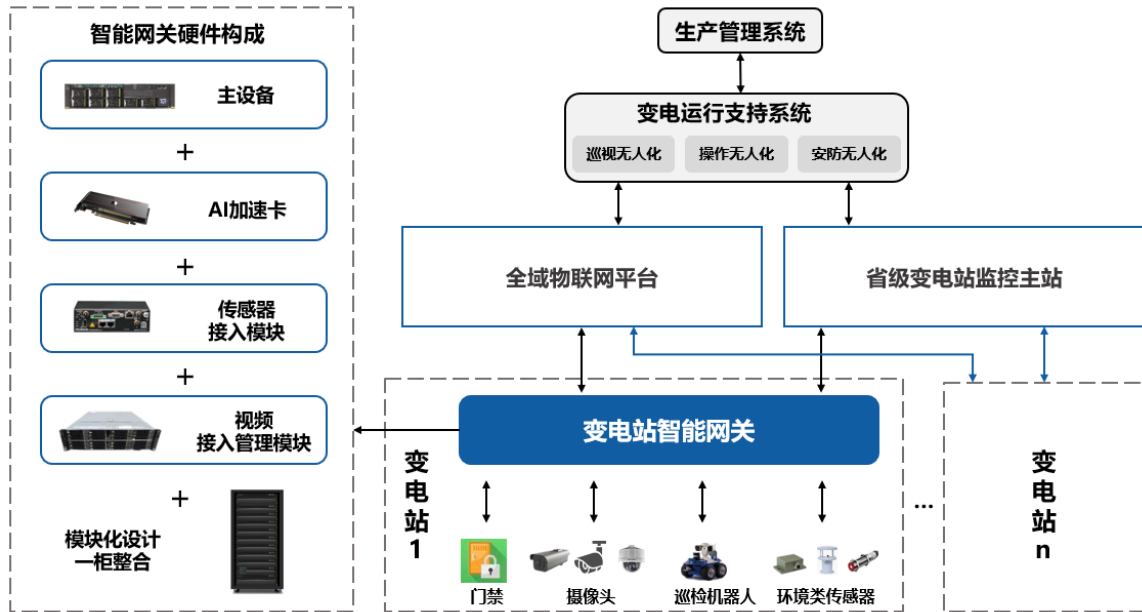 智能网关硬件构成
主设备
+
AI加速卡
+
传感器
接入模块
+
视频
接入管理模块
+
模块化设计
一柜整合
生产管理系统
变电运行支持系统
巡视无人化
操作无人化
安防无人化
全域物联网平台
省级变电站监控主站
变电站智能网关
变电站1
门禁
摄像头
巡检机器人
环境类传感器
...
变电站n